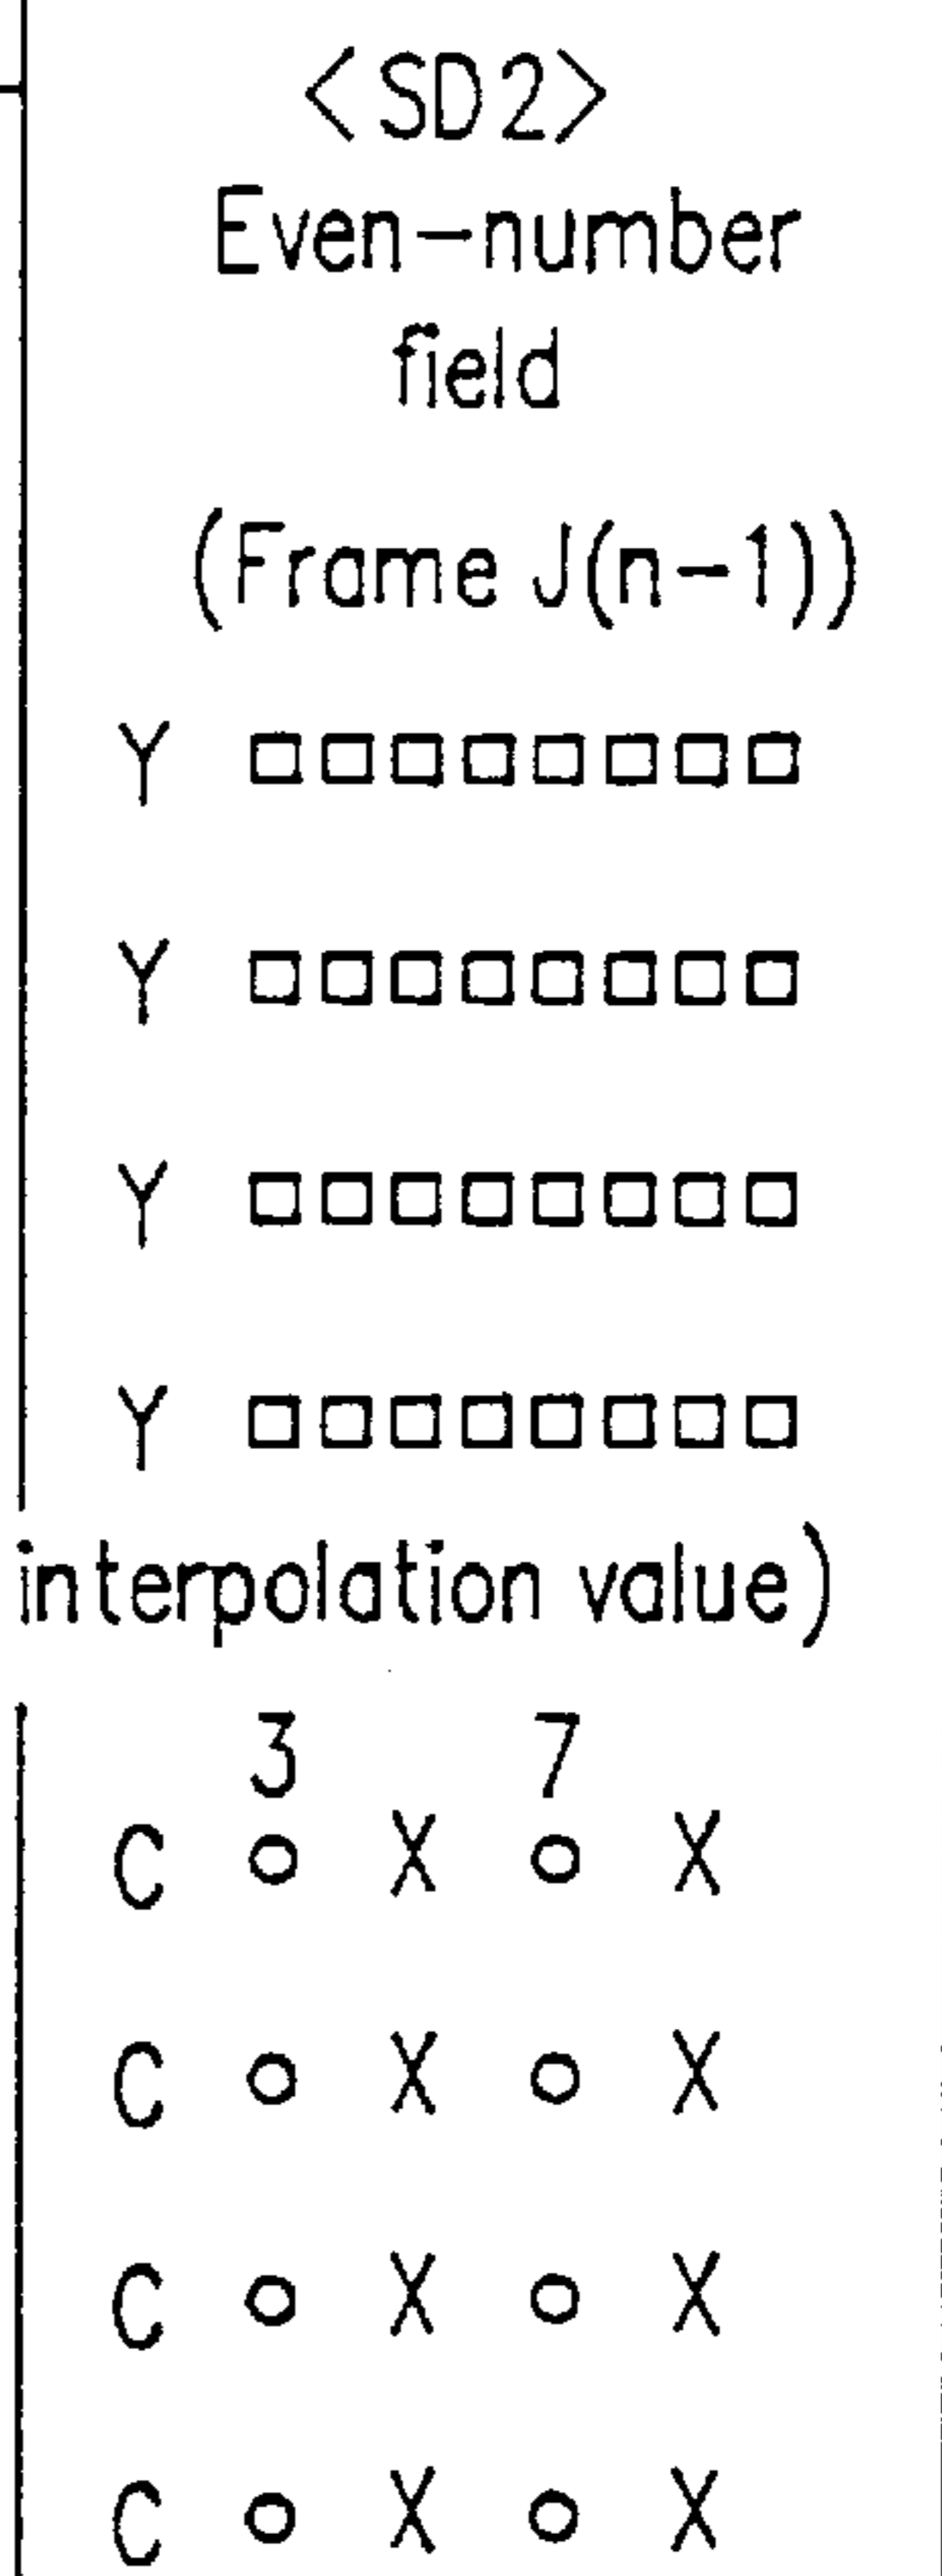 <SD2>
Even-number
field
(Frame J(n-1))
Y □□□□□□□□
Y □□□□□□□□
Y □□□□□□□□
Y □□□□□□□□
interpolation value)
3 7
C o X o X
C o X o X
C o X o X
C o X o X